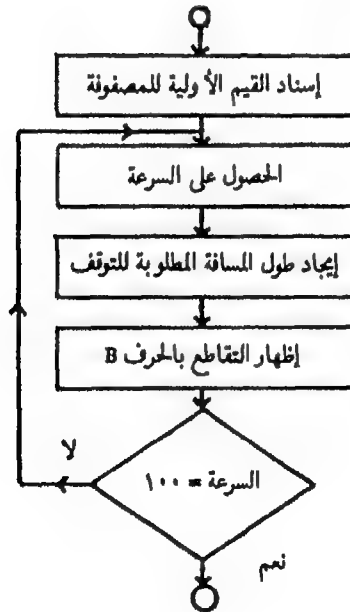 إسناد القيم الأولية للمصفوفة
الحصول على السرعة
إيجاد طول المسافة المطلوبة للتوقف
إظهار التقاطع بالحرف B
لا
السرعة = ١٠٠
نعم